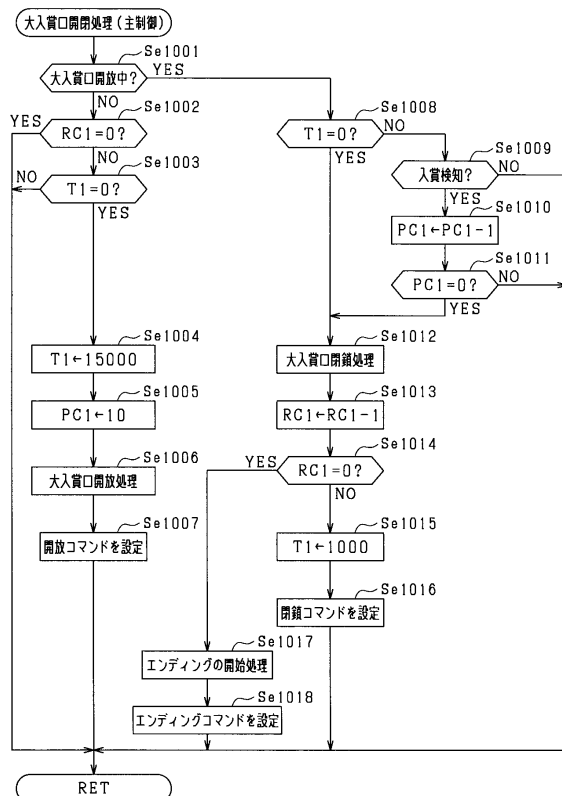 大入賞口開閉処理(主制御)
Se1001
大入賞口開放中?
YES
NO
Se1002
YES
RC1=0?
NO
Se1003
NO
T1=0?
YES
Se1004
T1←15000
Se1005
PC1←10
Se1006
大入賞口開放処理
Se1007
開放コマンドを設定
Se1008
T1=0?
NO
YES
Se1009
入賞検知?
NO
YES
Se1010
PC1←PC1-1
Se1011
PC1=0?
NO
YES
Se1012
大入賞口閉鎖処理
Se1013
RC1←RC1-1
Se1014
YES
RC1=0?
NO
Se1015
T1←1000
Se1016
閉鎖コマンドを設定
Se1017
エンディングの開始処理
Se1018
エンディングコマンドを設定
RET